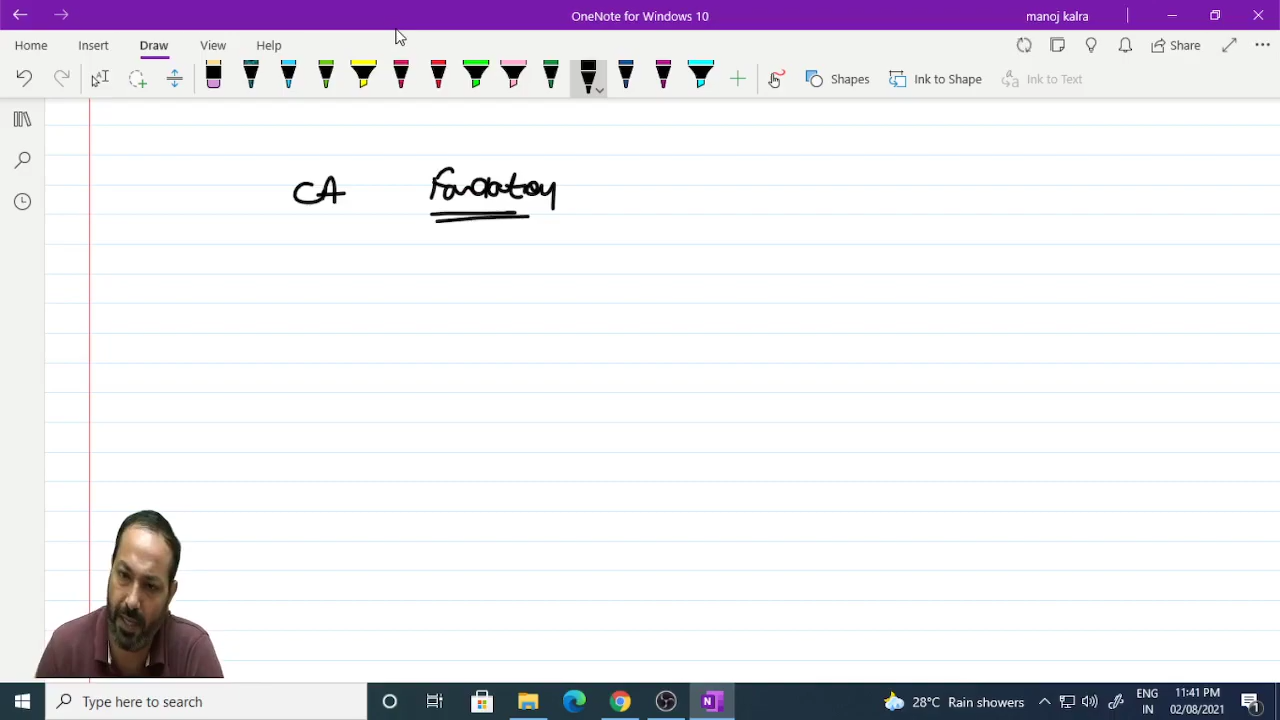 OneNote for Windows 10
manoj kalra
Home Insert Draw View Help
Share
Shapes
Ink to Shape
Ink to Text
CA Foundation
Type here to search
28°C Rain showers
ENG
IN
11:41 PM
02/08/2021
1